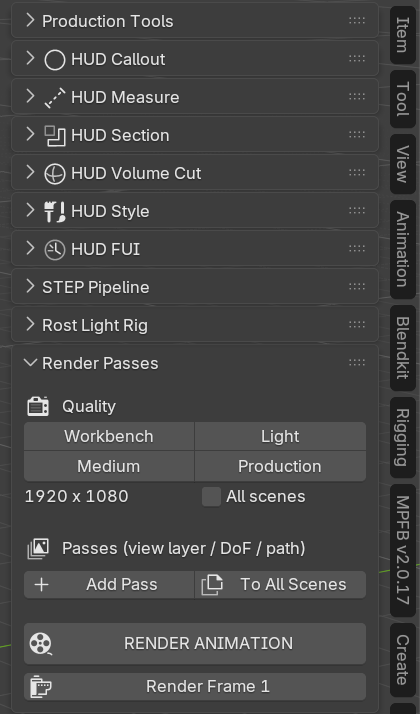 Production Tools
HUD Callout
HUD Measure
HUD Section
HUD Volume Cut
HUD Style
HUD FUI
STEP Pipeline
Rost Light Rig
Render Passes
Quality
Workbench Light
Medium Production
1920 x 1080 All scenes
Passes (view layer / DoF / path)
Add Pass To All Scenes
RENDER ANIMATION
Render Frame 1
Item
Tool
View
Animation
Blendkit
Rigging
MPFB v2.0.17
Create